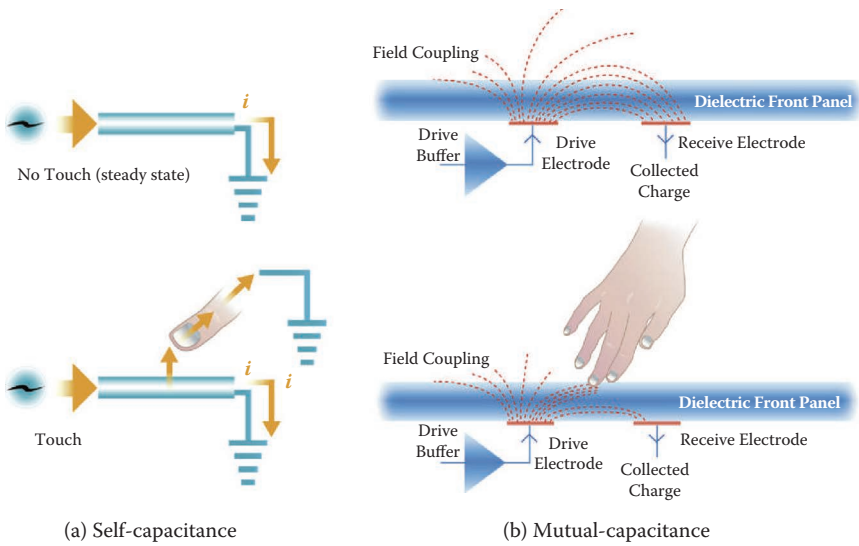 i
No Touch (steady state)
i
i
Touch
(a) Self-capacitance
Field Coupling
Dielectric Front Panel
Drive
Buffer
Drive
Electrode
Receive Electrode
Collected
Charge
Field Coupling
Dielectric Front Panel
Drive
Buffer
Drive
Electrode
Receive Electrode
Collected
Charge
(b) Mutual-capacitance